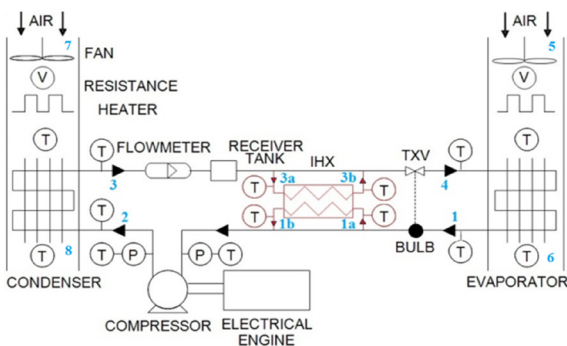 AIR
7
FAN
V
RESISTANCE
HEATER
T
T
FLOWMETER
RECEIVER
TANK
IHX
TXV
3
3a
3b
T
T
T
T
1b
1a
4
T
2
T
P
P
T
BULB
1
T
8
T
CONDENSER
COMPRESSOR
ELECTRICAL
ENGINE
AIR
5
V
T
T
6
EVAPORATOR